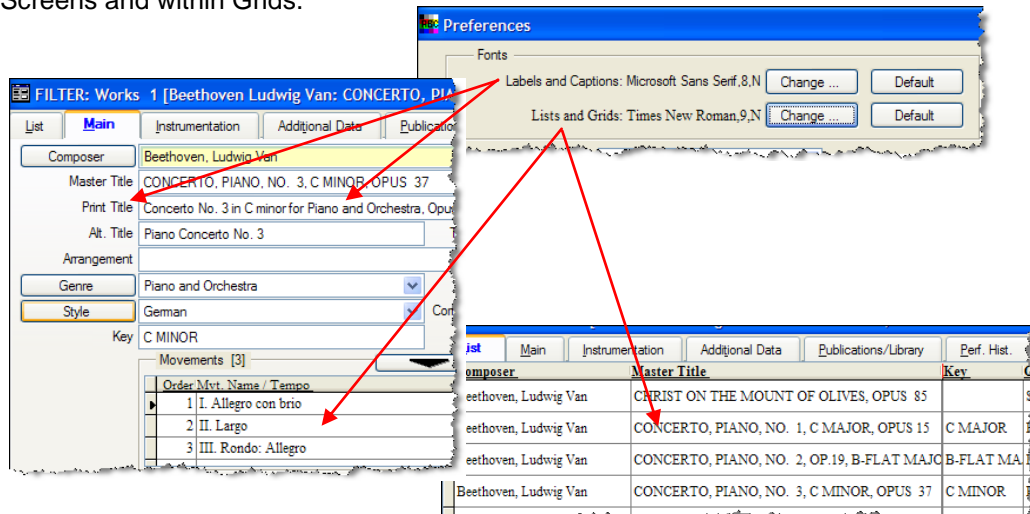 Screens and within Grids.
Preferences
Fonts
Labels and Captions: Microsoft Sans Serif,8,N Change ... Default
Lists and Grids: Times New Roman,9,N Change ... Default
FILTER: Works 1 [Beethoven Ludwig Van: CONCERTO, PIA
List Main Instrumentation Additional Data Publication
Composer Beethoven, Ludwig Van
Master Title CONCERTO, PIANO, NO. 3, C MINOR, OPUS 37
Print Title Concerto No. 3 in C minor for Piano and Orchestra, Opu
Alt. Title Piano Concerto No. 3
Arrangement
Genre Piano and Orchestra
Style German Con
Key C MINOR
Movements [3]
Order Mvt. Name / Tempo
1 I. Allegro con brio
2 II. Largo
3 III. Rondo: Allegro
List Main Instrumentation Additional Data Publications/Library Perf. Hist.
omposer Master Title Key
eethoven, Ludwig Van CHRIST ON THE MOUNT OF OLIVES, OPUS 85
eethoven, Ludwig Van CONCERTO, PIANO, NO. 1, C MAJOR, OPUS 15 C MAJOR
eethoven, Ludwig Van CONCERTO, PIANO, NO. 2, OP.19, B-FLAT MAJO B-FLAT MA
Beethoven, Ludwig Van CONCERTO, PIANO, NO. 3, C MINOR, OPUS 37 C MINOR